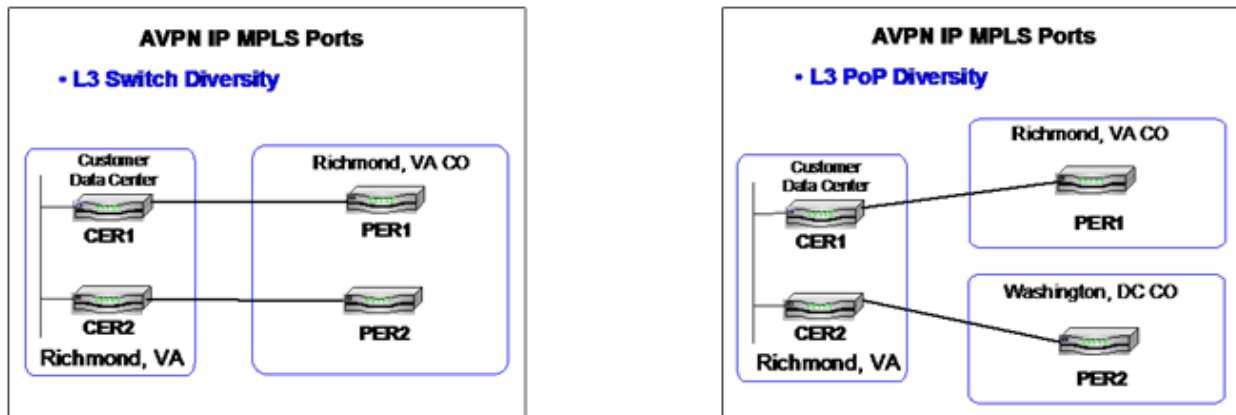 AVPN IP MPLS Ports
• L3 Switch Diversity
Customer
Data Center
CER1
CER2
Richmond, VA
Richmond, VA CO
PER1
PER2
AVPN IP MPLS Ports
• L3 PoP Diversity
Customer
Data Center
CER1
CER2
Richmond, VA
Richmond, VA CO
PER1
Washington, DC CO
PER2